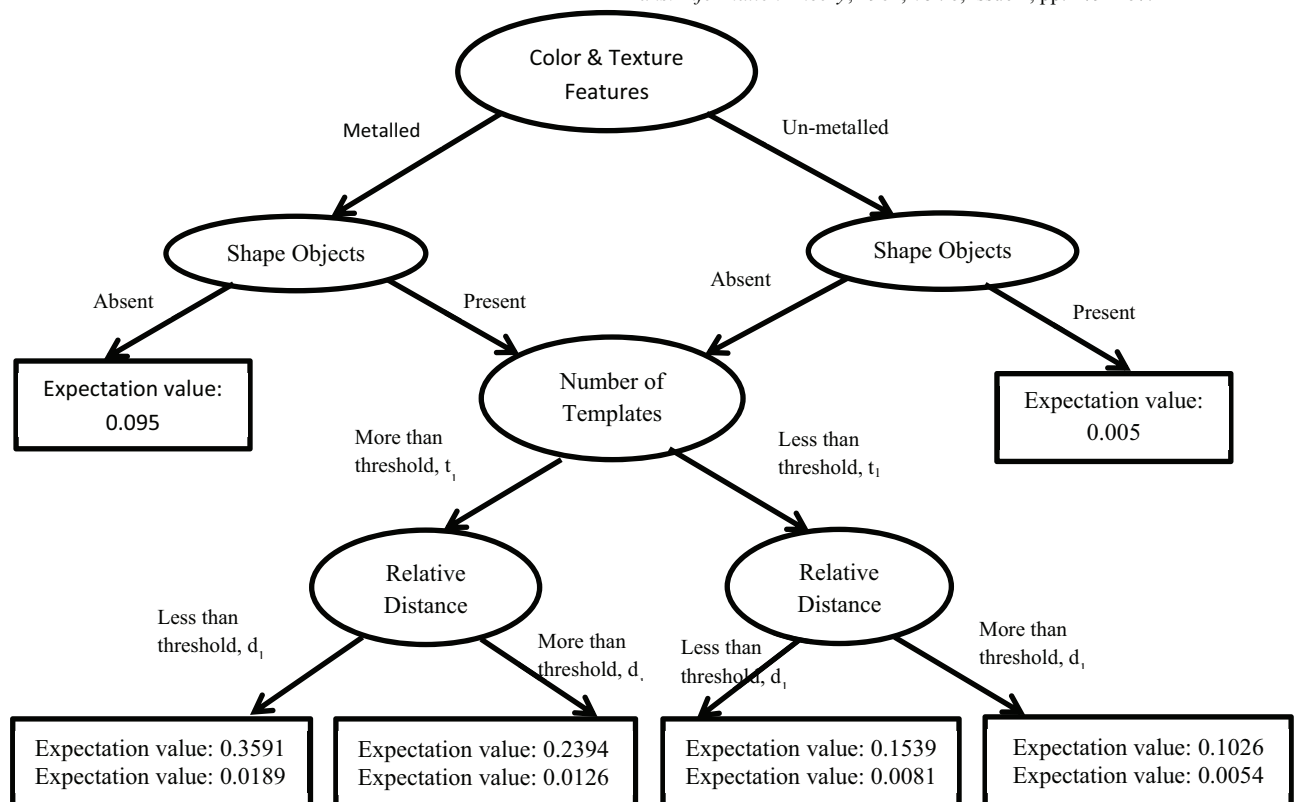 Color & Texture
Features
Metalled
Un-metalled
Shape Objects
Shape Objects
Absent
Present
Absent
Present
Expectation value:
0.095
Number of
Templates
Expectation value:
0.005
More than
threshold, t₁
Less than
threshold, t₁
Relative
Distance
Relative
Distance
Less than
threshold, d₁
More than
threshold, d
Less than
threshold, d₁
More than
threshold, d₁
Expectation value: 0.3591
Expectation value: 0.0189
Expectation value: 0.2394
Expectation value: 0.0126
Expectation value: 0.1539
Expectation value: 0.0081
Expectation value: 0.1026
Expectation value: 0.0054